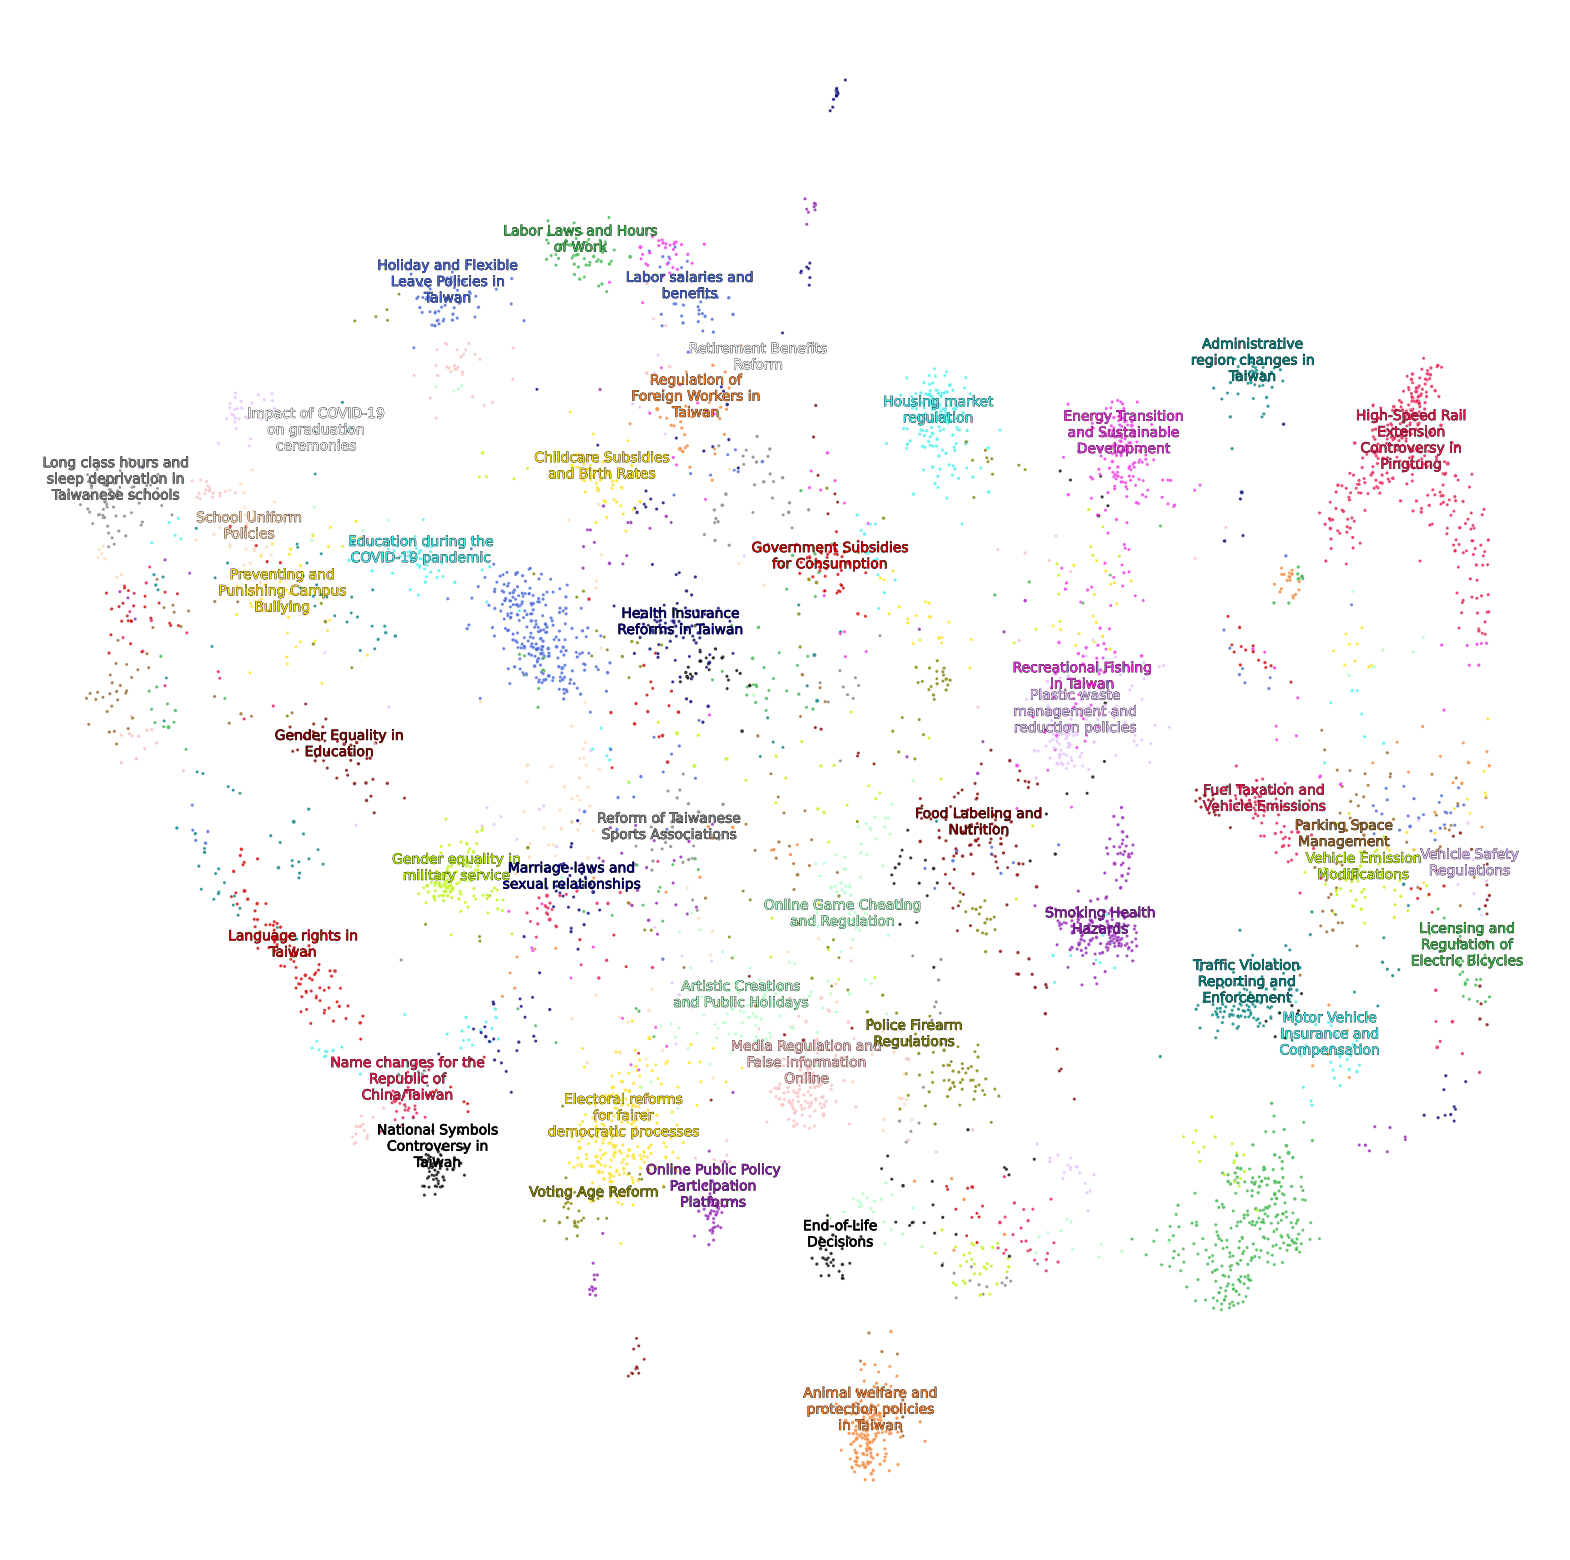 Labor Laws and Hours
of Work
Holiday and Flexible
Leave Policies in
Taiwan
Labor salaries and
benefits
Retirement Benefits
Reform
Regulation of
Foreign Workers in
Taiwan
Administrative
region changes in
Taiwan
Housing market
regulation
Energy Transition
and Sustainable
Development
High-Speed Rail
Extension
Controversy in
Pingtung
Impact of COVID-19
on graduation
ceremonies
Long class hours and
sleep deprivation in
Taiwanese schools
Childcare Subsidies
and Birth Rates
School Uniform
Policies
Education during the
COVID-19 pandemic
Government Subsidies
for Consumption
Preventing and
Punishing Campus
Bullying
Health Insurance
Reforms in Taiwan
Recreational Fishing
in Taiwan
Plastic waste
management and
reduction policies
Gender Equality in
Education
Fuel Taxation and
Vehicle Emissions
Food Labeling and
Nutrition
Reform of Taiwanese
Sports Associations
Parking Space
Management
Vehicle Emission
Modifications
Vehicle Safety
Regulations
Gender equality in
military service
Marriage laws and
sexual relationships
Online Game Cheating
and Regulation
Smoking Health
Hazards
Language rights in
Taiwan
Licensing and
Regulation of
Electric Bicycles
Traffic Violation
Reporting and
Enforcement
Artistic Creations
and Public Holidays
Motor Vehicle
Insurance and
Compensation
Police Firearm
Regulations
Media Regulation and
False Information
Online
Name changes for the
Republic of
China/Taiwan
Electoral reforms
for fairer
democratic processes
National Symbols
Controversy in
Taiwan
Online Public Policy
Participation
Platforms
Voting Age Reform
End-of-Life
Decisions
Animal welfare and
protection policies
in Taiwan